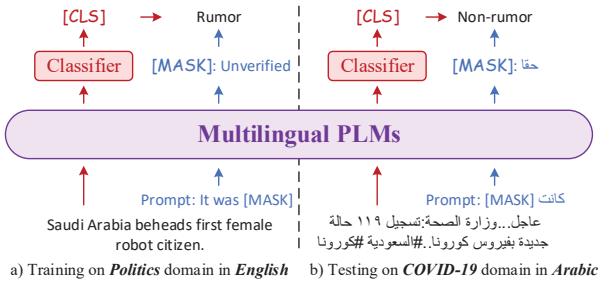 [CLS] Rumor [CLS] Non-rumor
Classifier [MASK]: Unverified Classifier [MASK]: حقا
Multilingual PLMs
Prompt: It was [MASK] Prompt: [MASK] كانت
Saudi Arabia beheads first female
robot citizen.
عاجل...وزارة الصحة:تسجيل ١١٩ حالة
جديدة بفيروس كورونا..#السعودية #كورونا
a) Training on Politics domain in English b) Testing on COVID-19 domain in Arabic